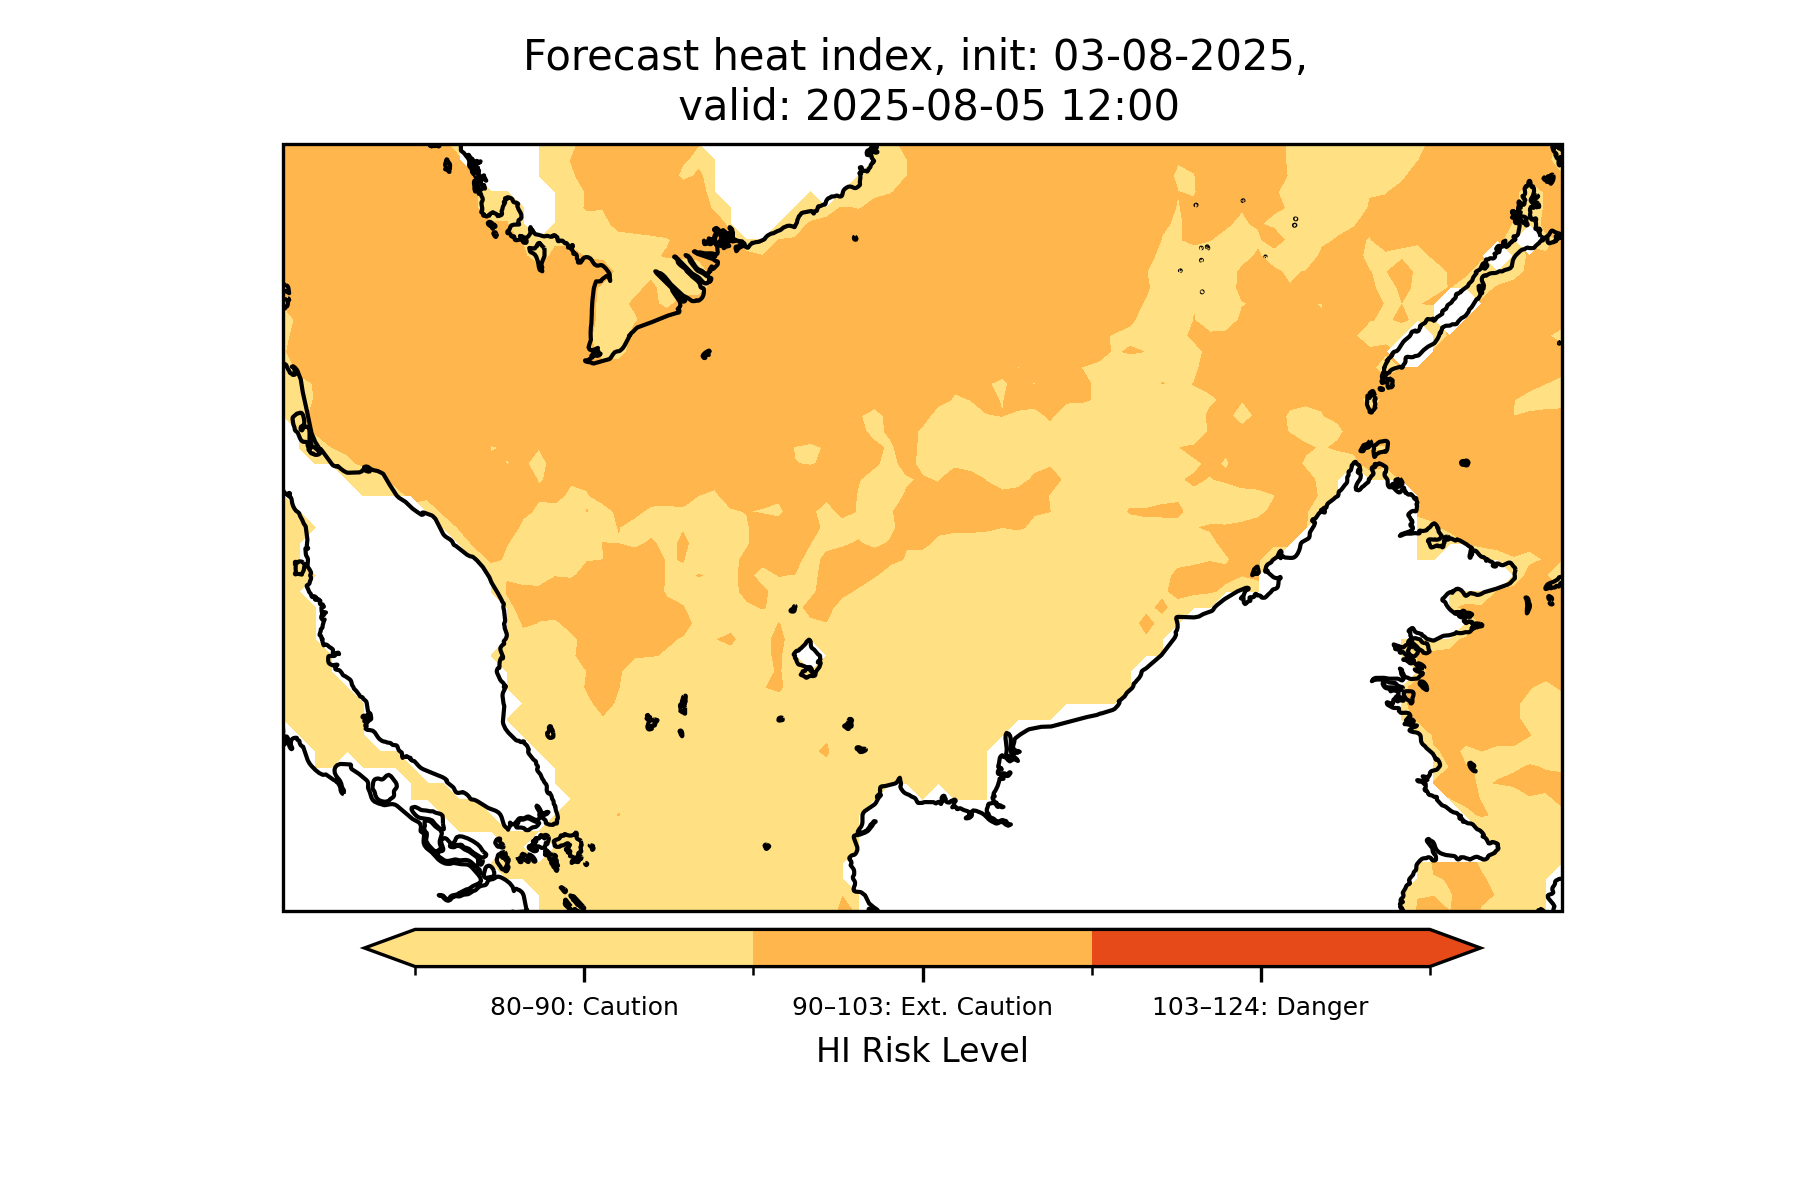 Forecast heat index, init: 03-08-2025,
valid: 2025-08-05 12:00
80–90: Caution
90–103: Ext. Caution
103–124: Danger
HI Risk Level